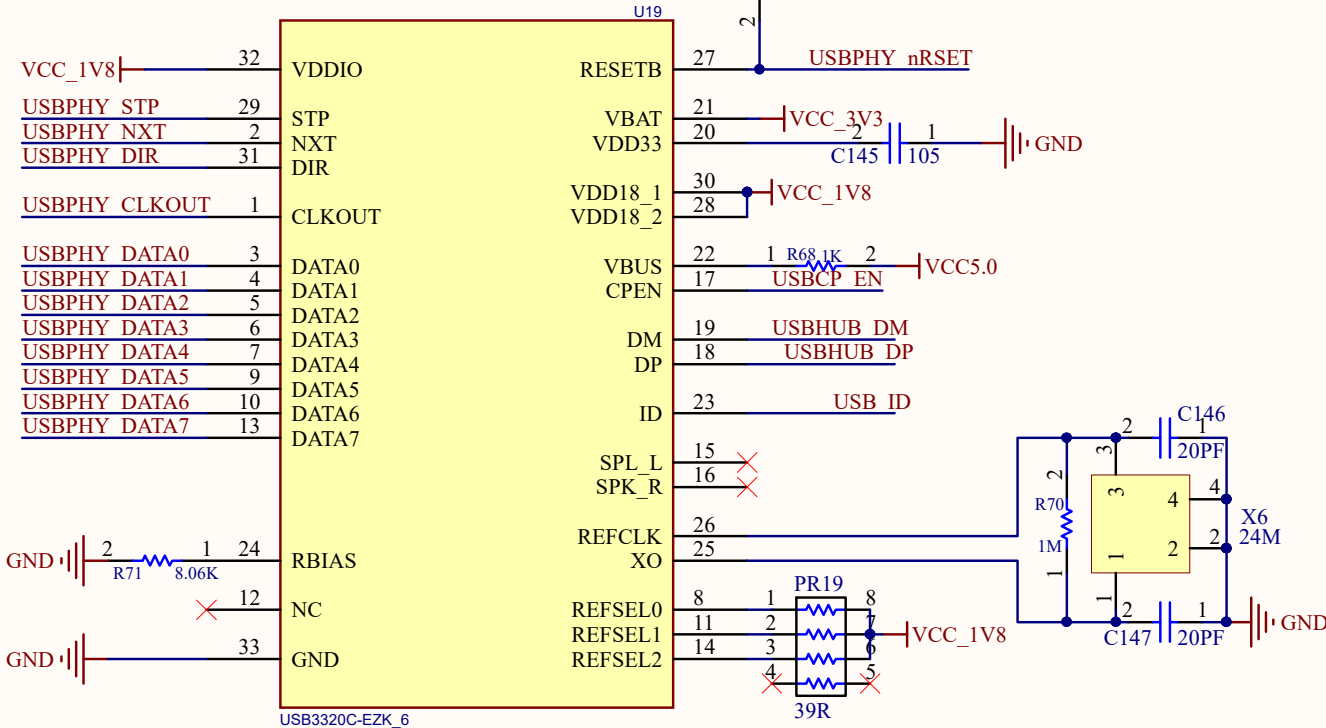 U19
2
VCC_1V8 32 VDDIO RESETB 27 USBPHY_nRSET
USBPHY_STP 29 STP VBAT 21 VCC_3V3
USBPHY_NXT 2 NXT VDD33 20 C145 2 105 1 GND
USBPHY_DIR 31 DIR
VDD18_1 30 VCC_1V8
USBPHY_CLKOUT 1 CLKOUT VDD18_2 28
USBPHY_DATA0 3 DATA0 VBUS 22 1 R68 1K 2 VCC5.0
USBPHY_DATA1 4 DATA1 CPEN 17 USBCP_EN
USBPHY_DATA2 5 DATA2
USBPHY_DATA3 6 DATA3 DM 19 USBHUB_DM
USBPHY_DATA4 7 DATA4 DP 18 USBHUB_DP
USBPHY_DATA5 9 DATA5
USBPHY_DATA6 10 DATA6 ID 23 USB_ID
USBPHY_DATA7 13 DATA7
SPL_L 15
SPK_R 16
C146
2 1
20PF
3 3 4 4
2 R70 1M 1
X6
24M
2 2
1 1
REFCLK 26
GND 2 R71 8.06K 1 24 RBIAS XO 25
PR19
12 NC REFSEL0 8 1 8
REFSEL1 11 2 7 VCC_1V8
GND 33 GND REFSEL2 14 3 6
4 5
39R
C147 2 20PF 1 GND
USB3320C-EZK_6